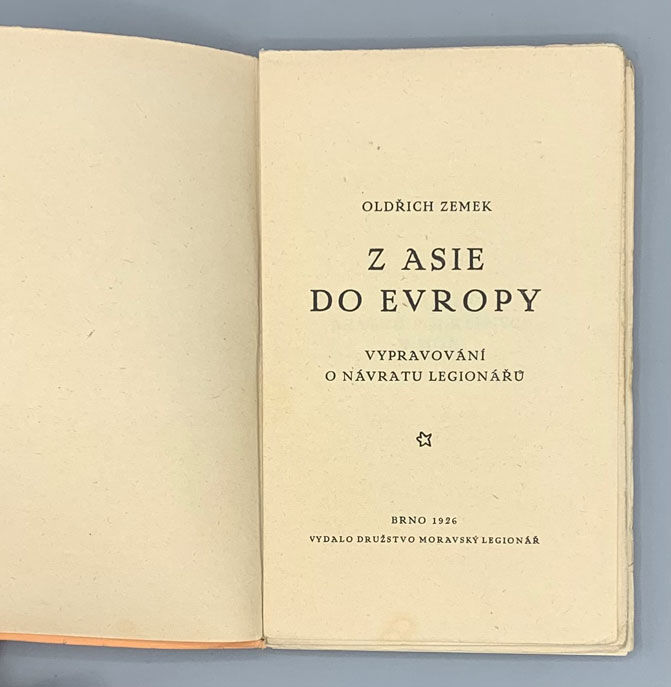 OLDŘICH ZEMEK
Z ASIE
DO EVROPY
VYPRAVOVÁNÍ
O NÁVRATU LEGIONÁŘŮ
BRNO 1926
VYDALO DRUŽSTVO MORAVSKÝ LEGIONÁŘ